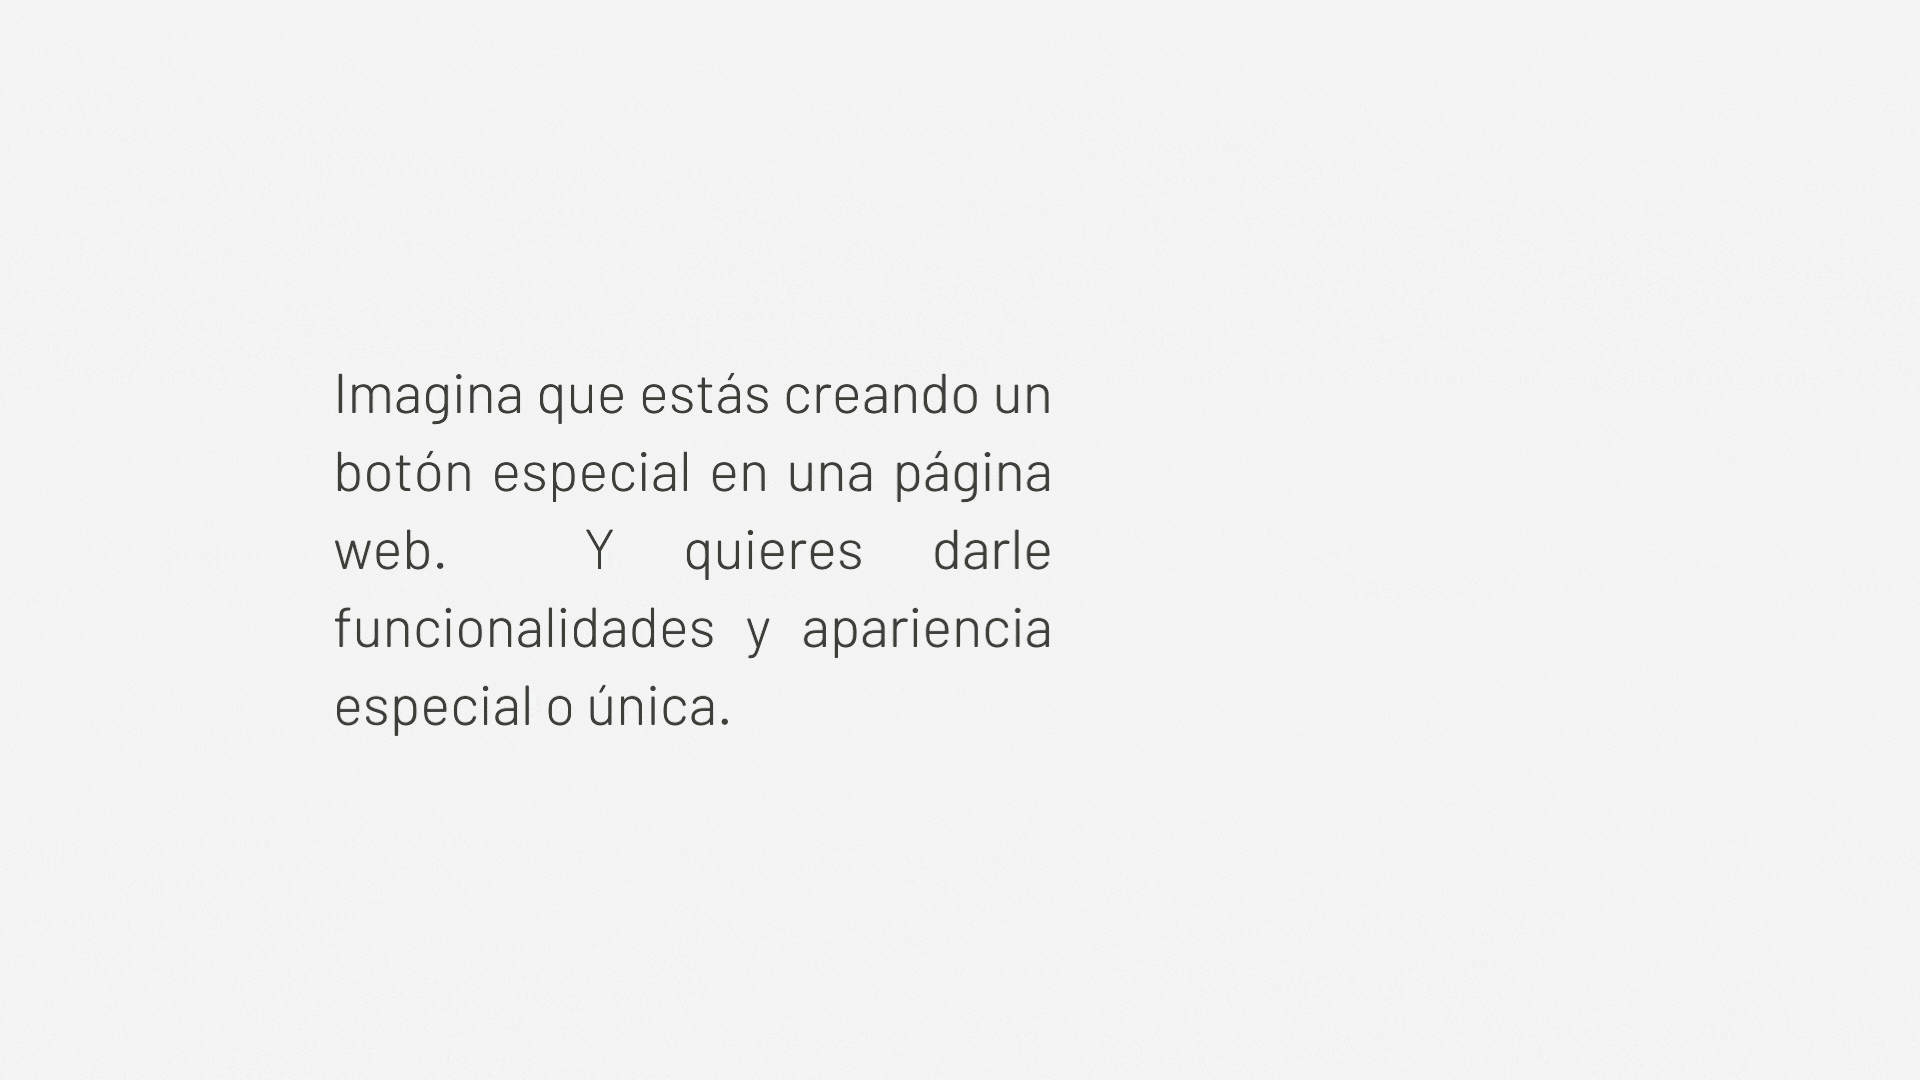 Imagina que estás creando un
botón especial en una página
web. Y quieres darle
funcionalidades y apariencia
especial o única.